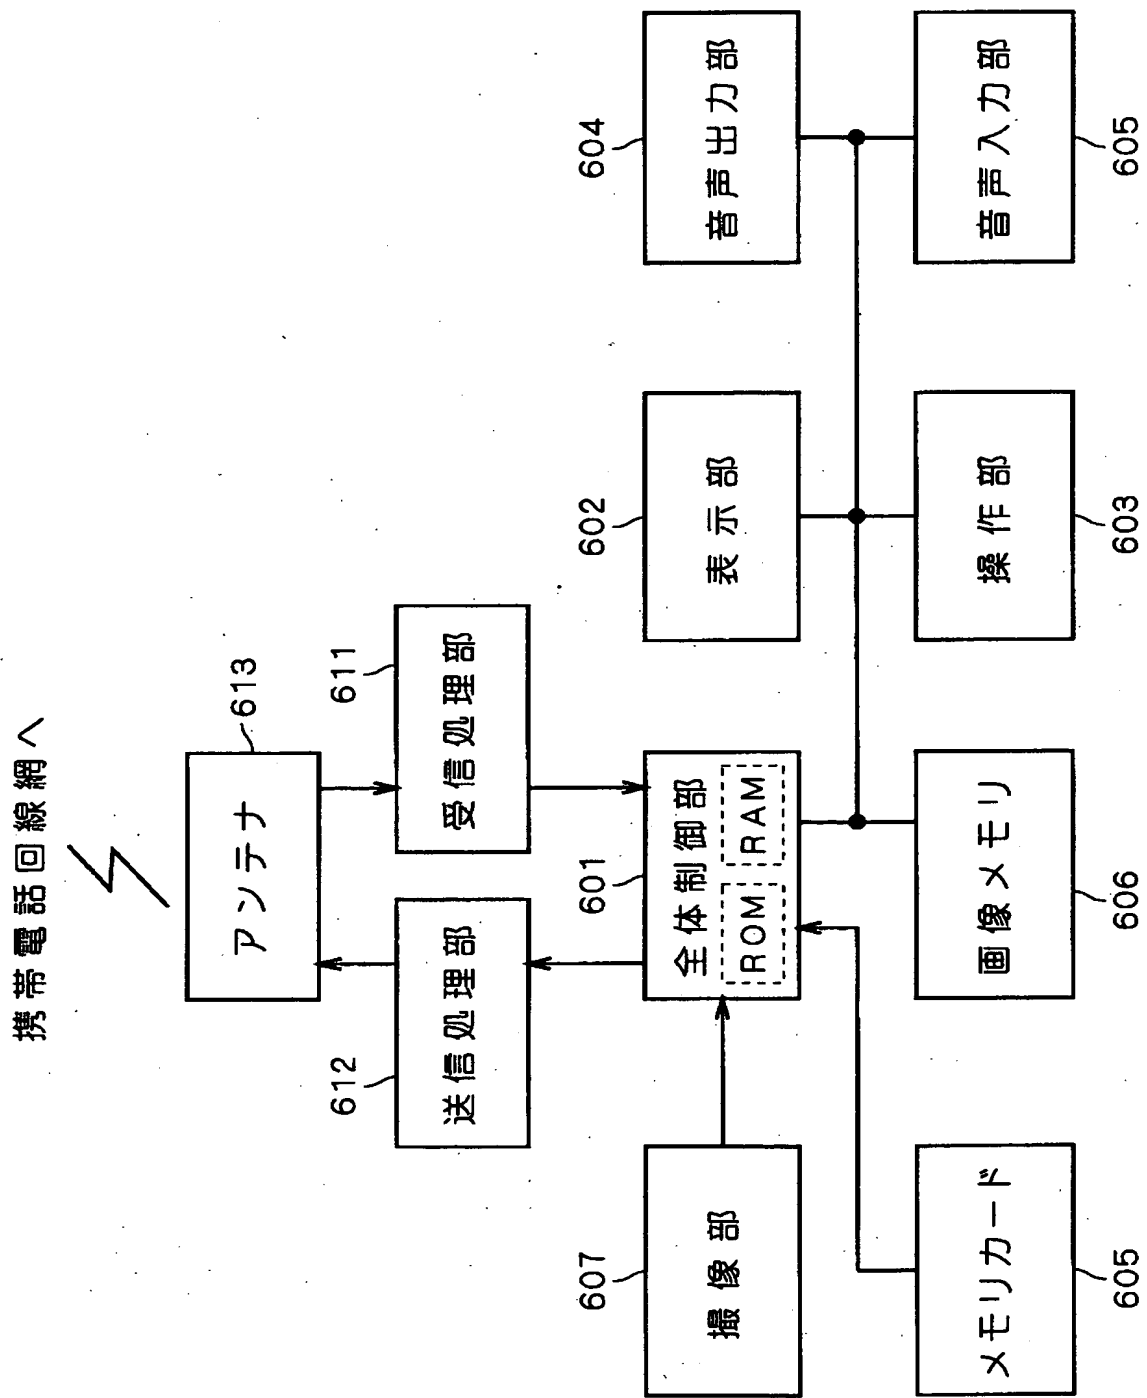 携帯電話回線網へ
アンテナ
613
送信処理部
612
受信処理部
611
撮像部
607
全体制御部
ROM
RAM
601
表示部
602
音声出力部
604
メモリカード
605
画像メモリ
606
操作部
603
音声入力部
605